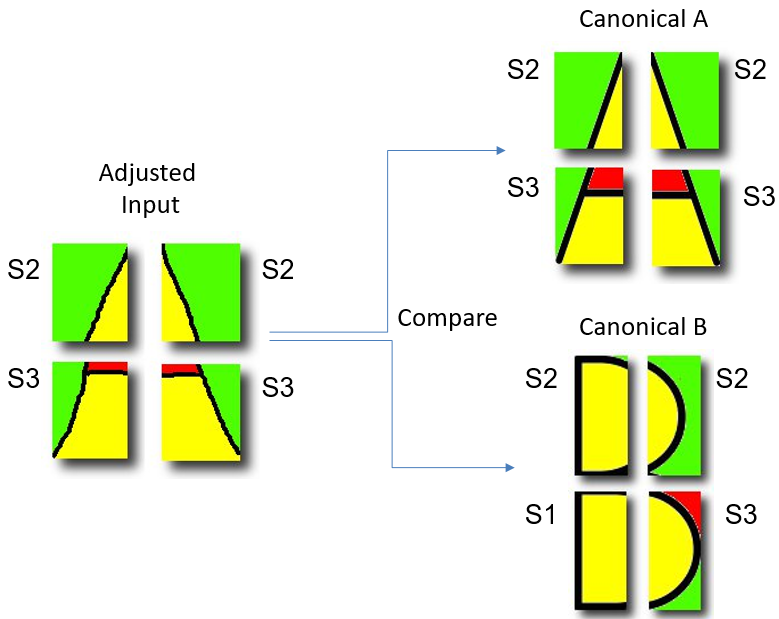 Canonical A
S2 S2
S3 S3
Adjusted
Input
S2 S2
S3 S3
Compare
Canonical B
S2 S2
S1 S3